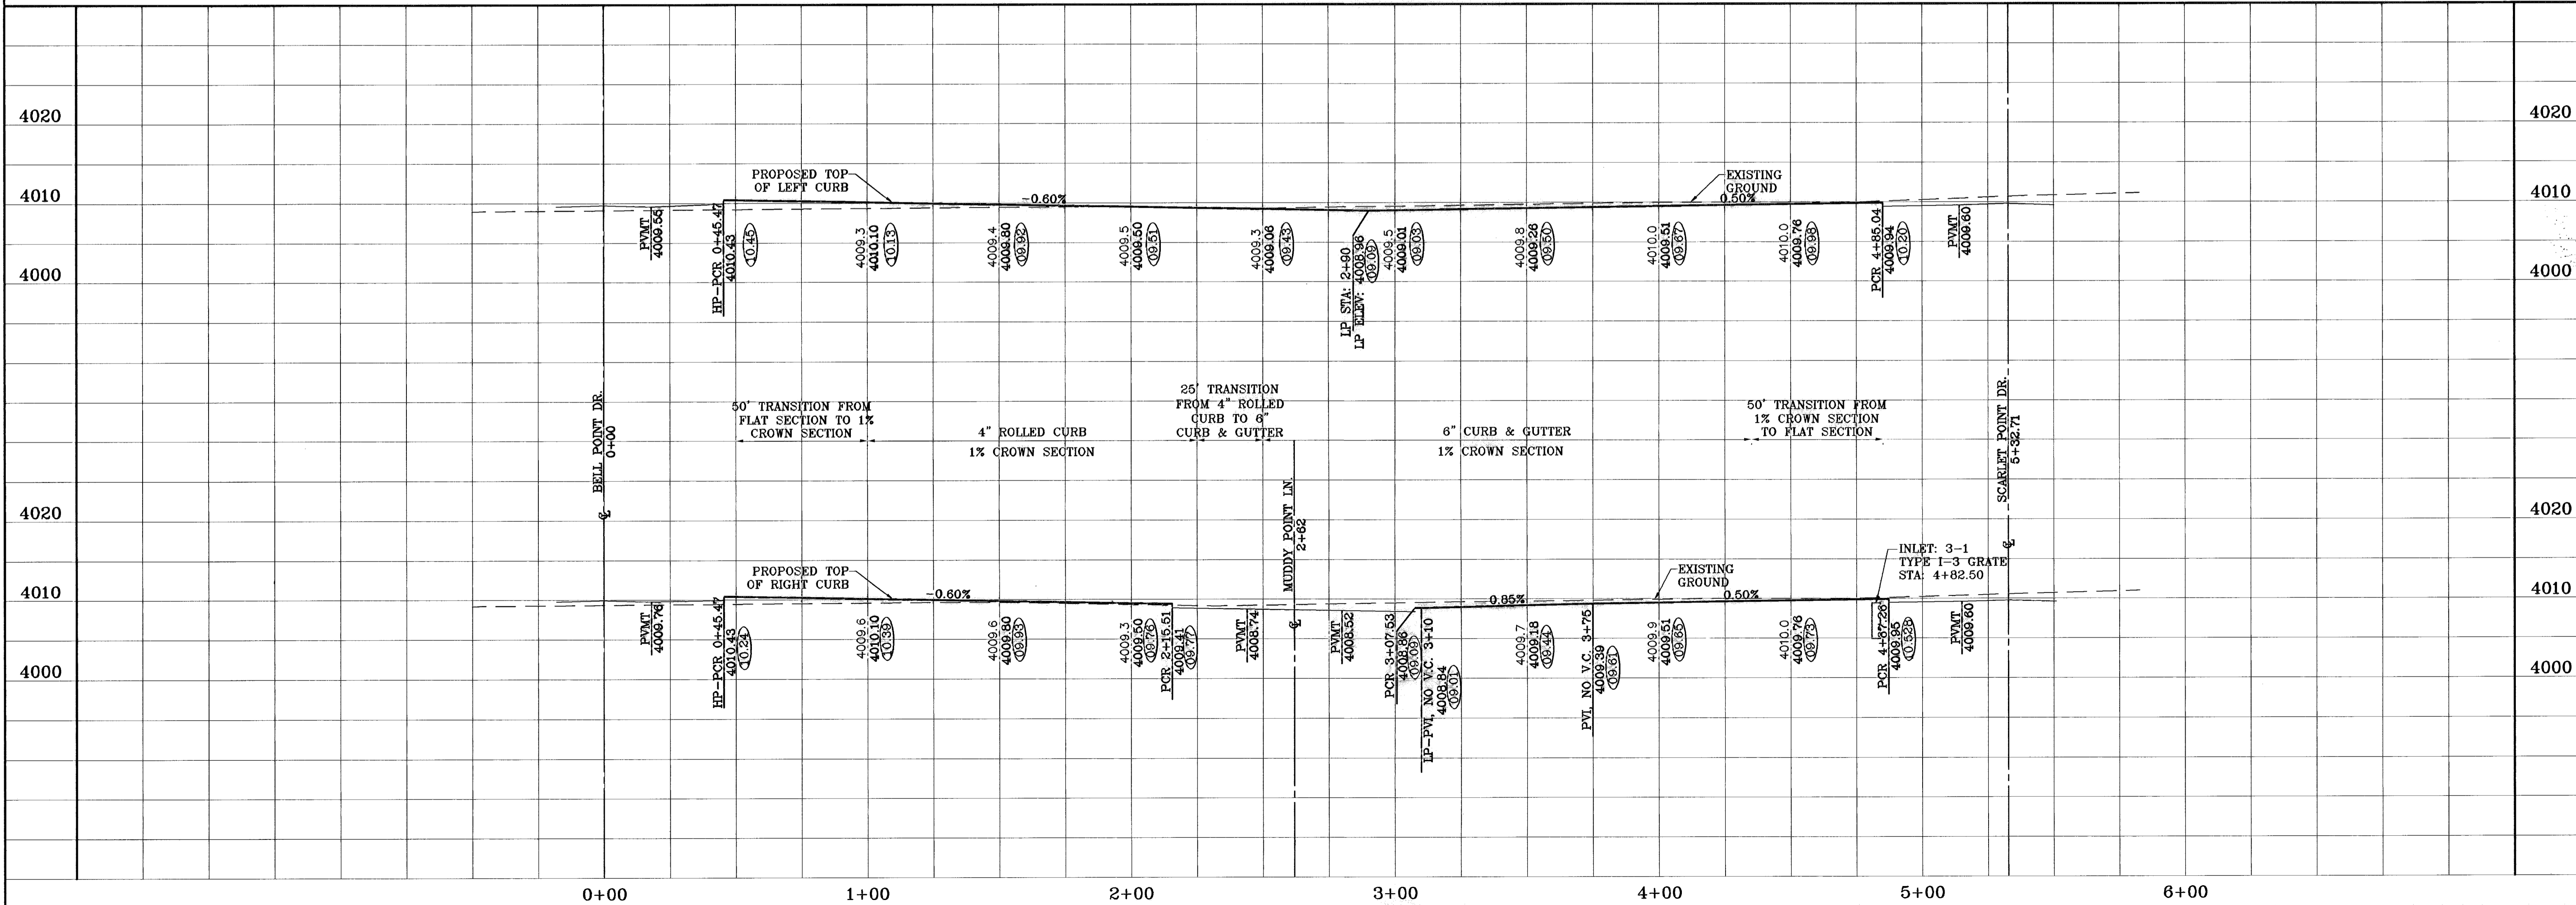 4020
4020
PROPOSED TOP
OF LEFT CURB
-0.60%
EXISTING
GROUND
0.50%
4010
4010
PVMT
4009.55
HP-PCR 0+45.47
4010.43
10.45
4009.3
4010.10
10.13
4009.4
4009.80
09.92
4009.5
4009.50
09.51
4009.3
4009.06
09.43
LP STA: 2+90
LP ELEV: 4008.96
09.09
4009.5
4009.01
09.03
4009.8
4009.26
09.50
4010.0
4009.51
09.67
4010.0
4009.76
09.98
PCR 4+85.04
4009.94
10.20
PVMT
4009.60
4000
4000
BELL POINT DR.
0+00
50' TRANSITION FROM
FLAT SECTION TO 1%
CROWN SECTION
4" ROLLED CURB
1% CROWN SECTION
25' TRANSITION
FROM 4" ROLLED
CURB TO 6"
CURB & GUTTER
6" CURB & GUTTER
1% CROWN SECTION
50' TRANSITION FROM
1% CROWN SECTION
TO FLAT SECTION
SCARLET POINT DR.
5+32.71
MUDDY POINT LN.
2+62
4020
4020
PROPOSED TOP
OF RIGHT CURB
-0.60%
0.85%
EXISTING
GROUND
0.50%
INLET: 3-1
TYPE I-3 GRATE
STA: 4+82.50
4010
4010
PVMT
4009.76
HP-PCR 0+45.47
4010.43
10.24
4009.6
4010.10
10.39
4009.6
4009.80
09.93
4009.3
4009.50
09.76
PCR 2+15.51
4009.41
09.77
PVMT
4008.74
PVMT
4008.52
PCR 3+07.53
4008.86
09.09
LP-PVI, NO V.C. 3+10
4008.84
09.01
4009.7
4009.18
09.44
PVI, NO V.C. 3+75
4009.39
09.61
4009.9
4009.51
09.65
4010.0
4009.76
09.73
PCR 4+87.26
4009.95
10.528
PVMT
4009.60
4000
4000
0+00
1+00
2+00
3+00
4+00
5+00
6+00